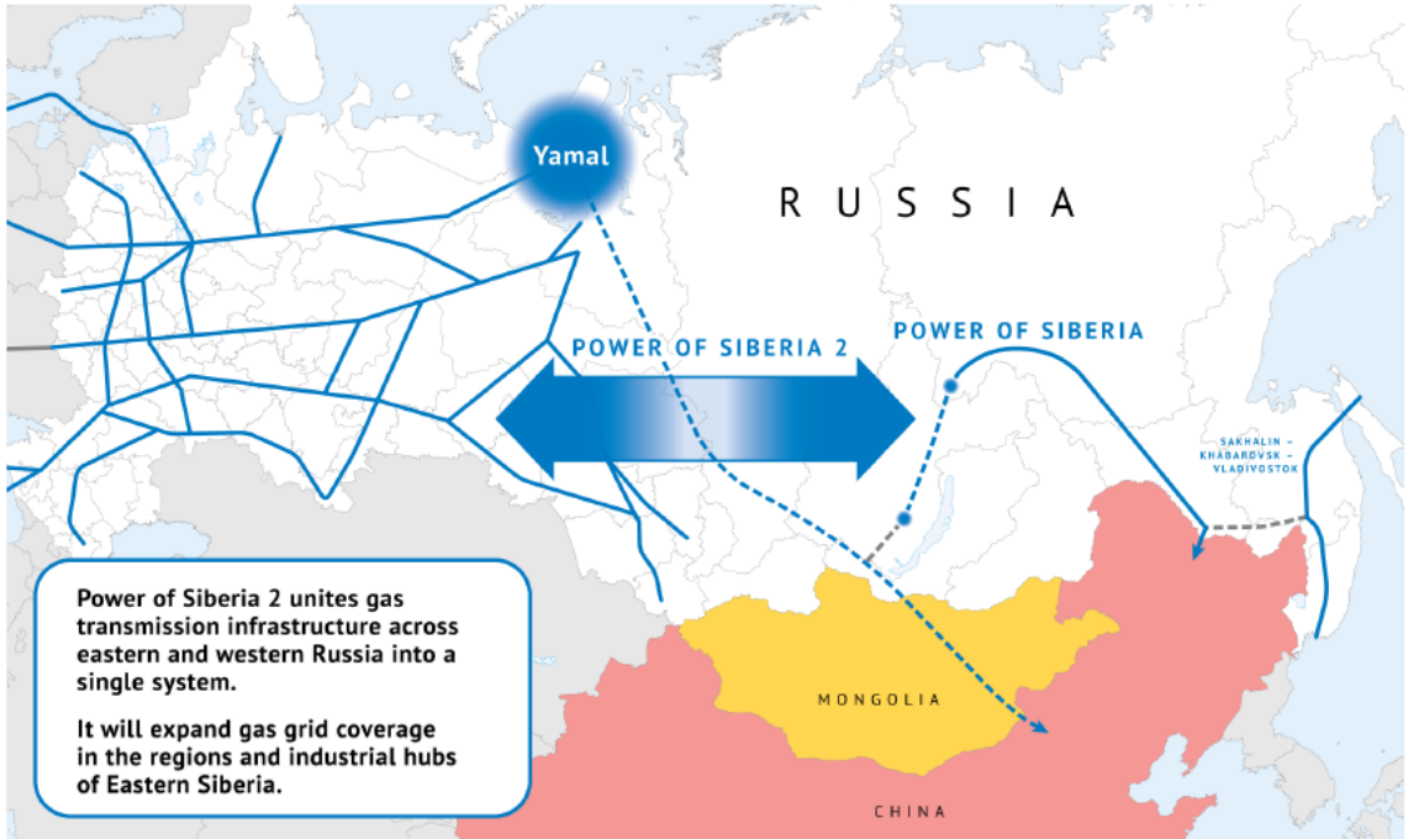 Yamal
RUSSIA
POWER OF SIBERIA 2
POWER OF SIBERIA
SAKHALIN –
KHABAROVSK –
VLADIVOSTOK
Power of Siberia 2 unites gas
transmission infrastructure across
eastern and western Russia into a
single system.
It will expand gas grid coverage
in the regions and industrial hubs
of Eastern Siberia.
MONGOLIA
CHINA